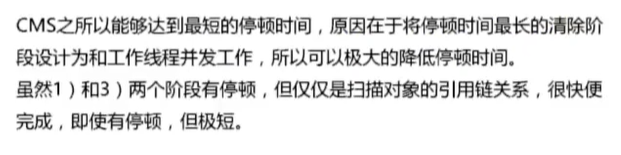 CMS之所以能够达到最短的停顿时间，原因在于将停顿时间最长的清除阶
段设计为和工作线程并发工作，所以可以极大的降低停顿时间。
虽然1）和3）两个阶段有停顿，但仅仅是扫描对象的引用链关系，很快便
完成，即使有停顿，但极短。